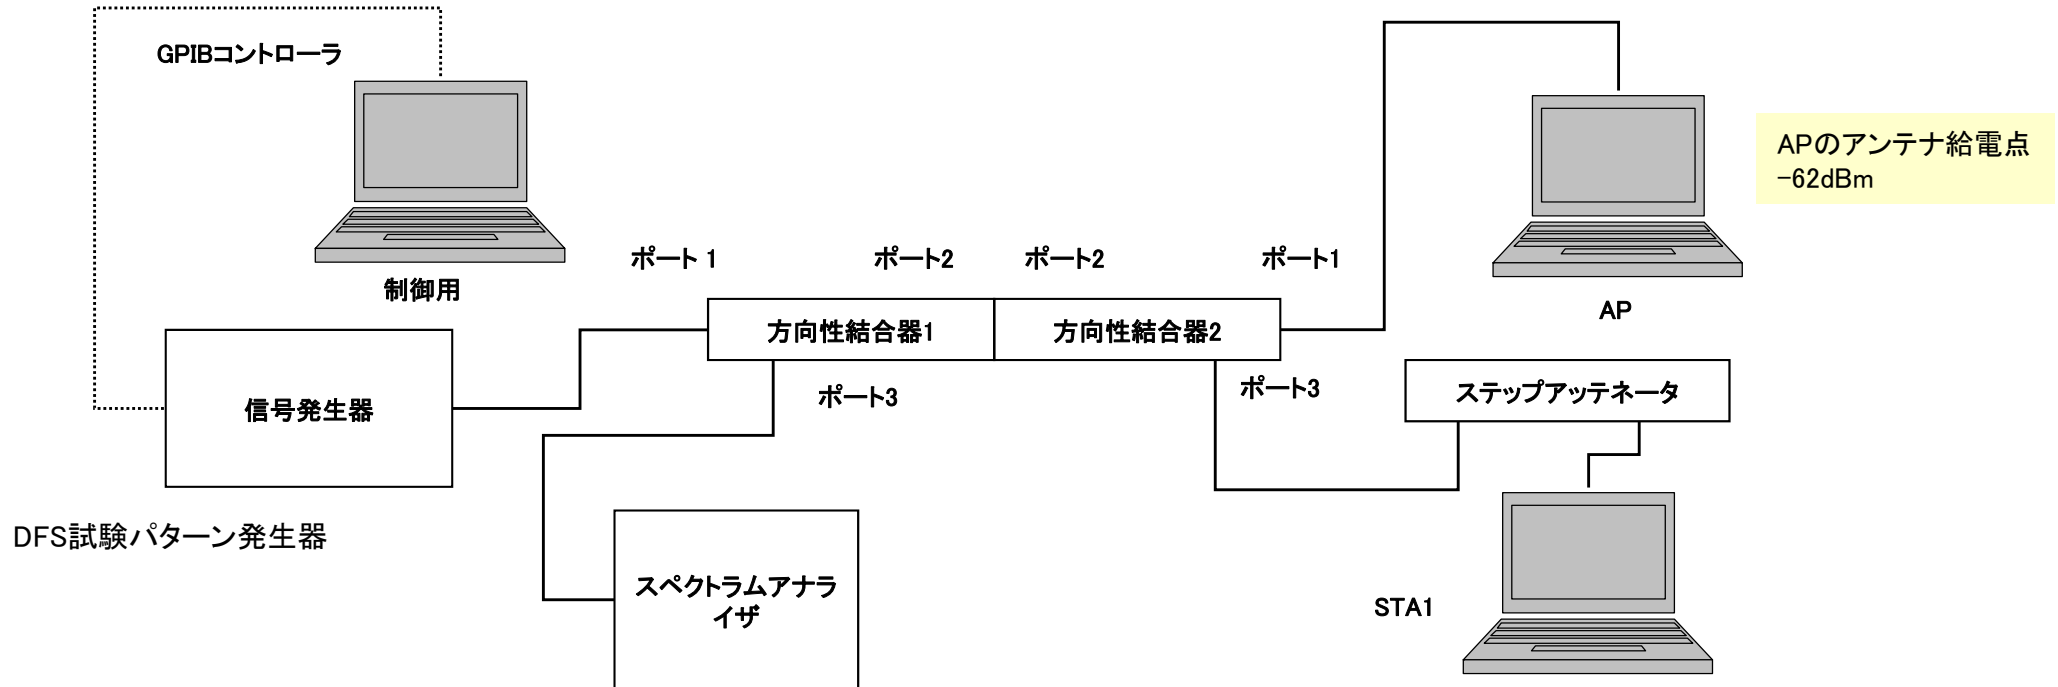 GPIBコントローラ
制御用
ポート 1
ポート2
ポート2
ポート1
APのアンテナ給電点
-62dBm
AP
方向性結合器1
方向性結合器2
信号発生器
ポート3
ポート3
ステップアッテネータ
DFS試験パターン発生器
スペクトラムアナラ
イザ
STA1